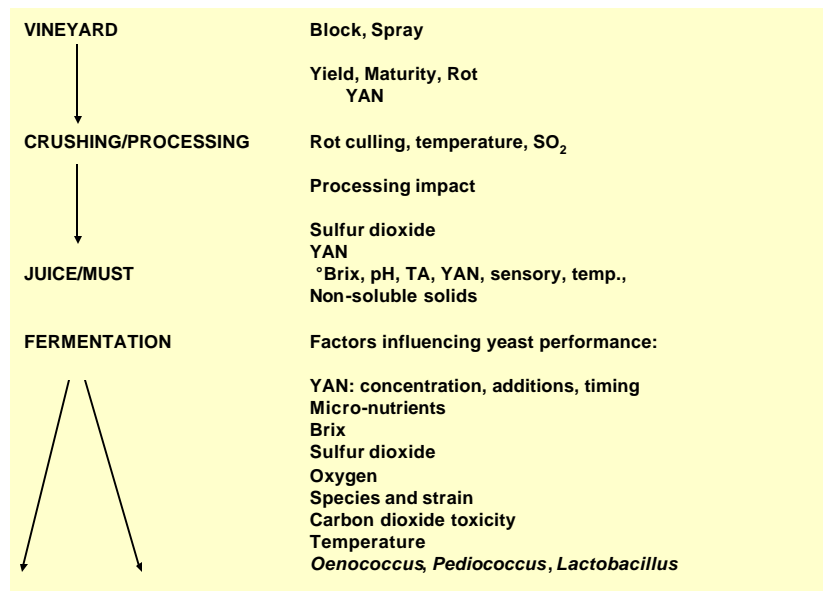 VINEYARD Block, Spray
Yield, Maturity, Rot
YAN
CRUSHING/PROCESSING Rot culling, temperature, SO₂
Processing impact
Sulfur dioxide
YAN
JUICE/MUST °Brix, pH, TA, YAN, sensory, temp.,
Non-soluble solids
FERMENTATION Factors influencing yeast performance:
YAN: concentration, additions, timing
Micro-nutrients
Brix
Sulfur dioxide
Oxygen
Species and strain
Carbon dioxide toxicity
Temperature
Oenococcus, Pediococcus, Lactobacillus